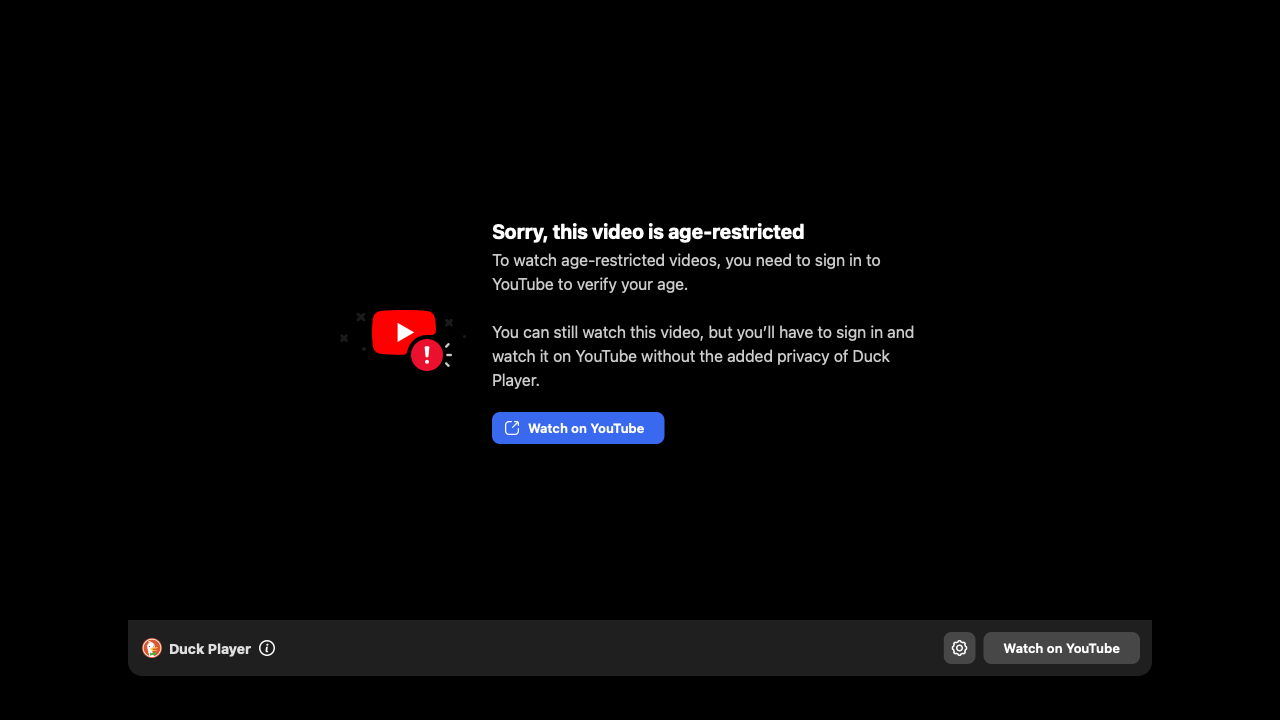 Sorry, this video is age-restricted
To watch age-restricted videos, you need to sign in to
YouTube to verify your age.
You can still watch this video, but you’ll have to sign in and
watch it on YouTube without the added privacy of Duck
Player.
Watch on YouTube
Duck Player
Watch on YouTube